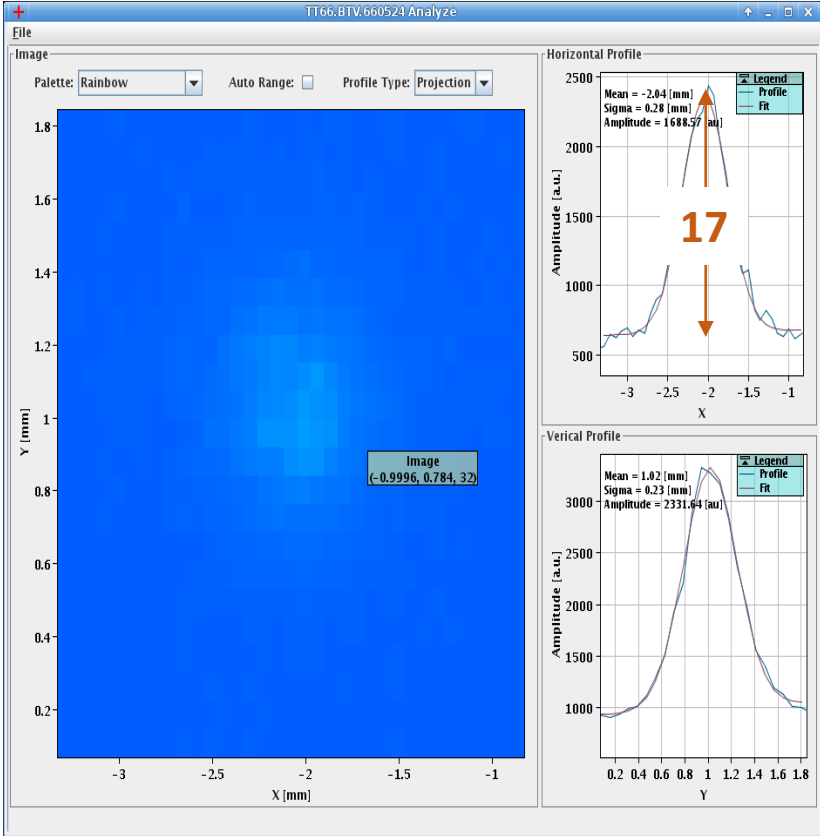 TT66.BTV.660524 Analyze
File
Image
Palette: Rainbow Auto Range: Profile Type: Projection
1.8
1.6
1.4
1.2
1
0.8
0.6
0.4
0.2
Y [mm]
-3 -2.5 -2 -1.5 -1
X [mm]
Image
(-0.9996, 0.784, 32)
Horizontal Profile
Legend
Profile
Fit
Mean = -2.04 [mm]
Sigma = 0.28 [mm]
Amplitude = 1688.57 [au]
2500
2000
1500
1000
500
Amplitude [a.u.]
17
-3 -2.5 -2 -1.5 -1
X
Verical Profile
Legend
Profile
Fit
Mean = 1.02 [mm]
Sigma = 0.23 [mm]
Amplitude = 2331.64 [au]
3000
2500
2000
1500
1000
Amplitude [a.u.]
0.2 0.4 0.6 0.8 1 1.2 1.4 1.6 1.8
Y